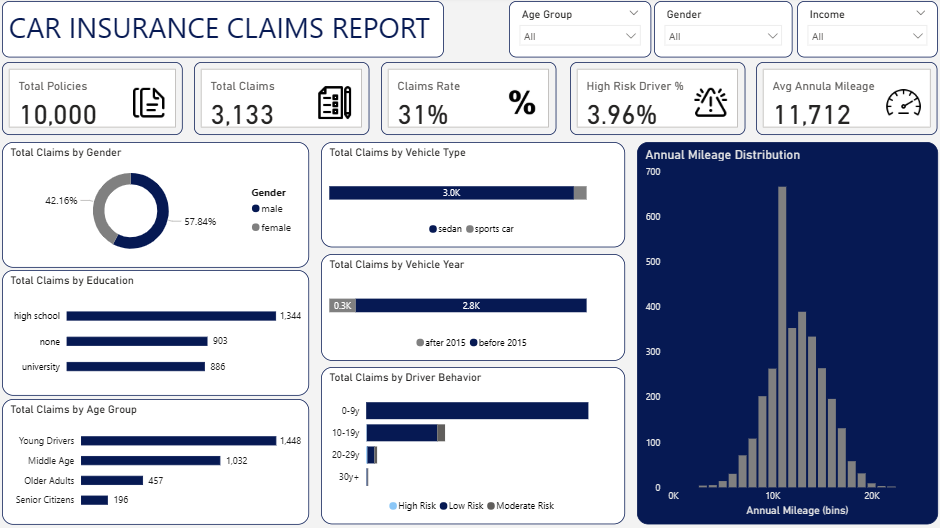 CAR INSURANCE CLAIMS REPORT
Age Group
All
Gender
All
Income
All
Total Policies
10,000
Total Claims
3,133
Claims Rate
31%
%
High Risk Driver %
3.96%
Avg Annula Mileage
11,712
Total Claims by Gender
42.16%
57.84%
Gender
male
female
Total Claims by Education
high school 1,344
none 903
university 886
Total Claims by Age Group
Young Drivers 1,448
Middle Age 1,032
Older Adults 457
Senior Citizens 196
Total Claims by Vehicle Type
3.0K
sedan sports car
Total Claims by Vehicle Year
0.3K 2.8K
after 2015 before 2015
Total Claims by Driver Behavior
0-9y
10-19y
20-29y
30y+
High Risk Low Risk Moderate Risk
Annual Mileage Distribution
700
600
500
400
300
200
100
0
0K 10K 20K
Annual Mileage (bins)